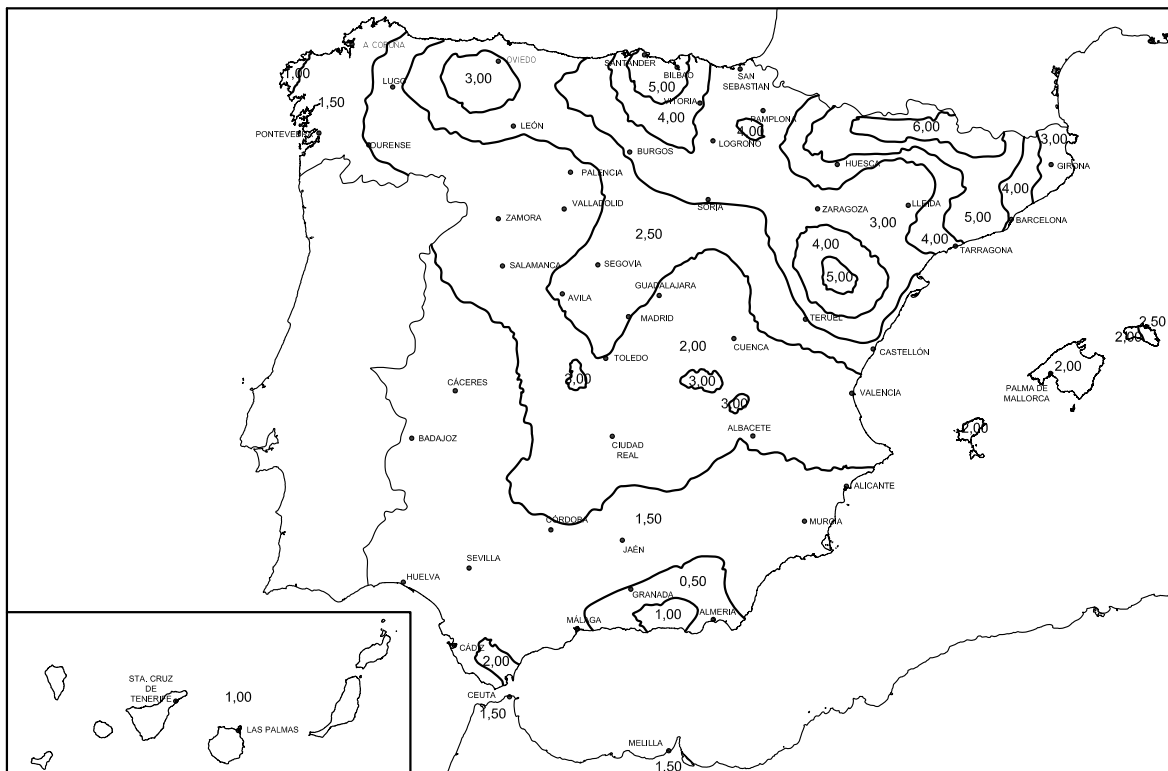 A CORUÑA
OVIEDO
SANTANDER
BILBAO
SAN
SEBASTIAN
1,00
3,00
5,00
LUGO
VITORIA
1,50
4,00
PAMPLONA
6,00
PONTEVEDRA
LEÓN
4,00
3,00
OURENSE
BURGOS
LOGROÑO
HUESCA
GIRONA
PALENCIA
4,00
VALLADOLID
SORIA
ZARAGOZA
LLEIDA
ZAMORA
3,00
5,00
BARCELONA
2,50
4,00
4,00
TARRAGONA
SALAMANCA
SEGOVIA
5,00
GUADALAJARA
AVILA
MADRID
TERUEL
2,50
2,00
2,00
CUENCA
CASTELLÓN
TOLEDO
2,00
3,00
3,00
CÁCERES
PALMA DE
MALLORCA
VALENCIA
3,00
BADAJOZ
CIUDAD
REAL
ALBACETE
2,00
ALICANTE
1,50
CÓRDOBA
MURCIA
JAÉN
SEVILLA
HUELVA
0,50
GRANADA
1,00
ALMERIA
MÁLAGA
CÁDIZ
2,00
CEUTA
1,50
MELILLA
1,50
STA. CRUZ
DE
TENERIFE
1,00
LAS PALMAS